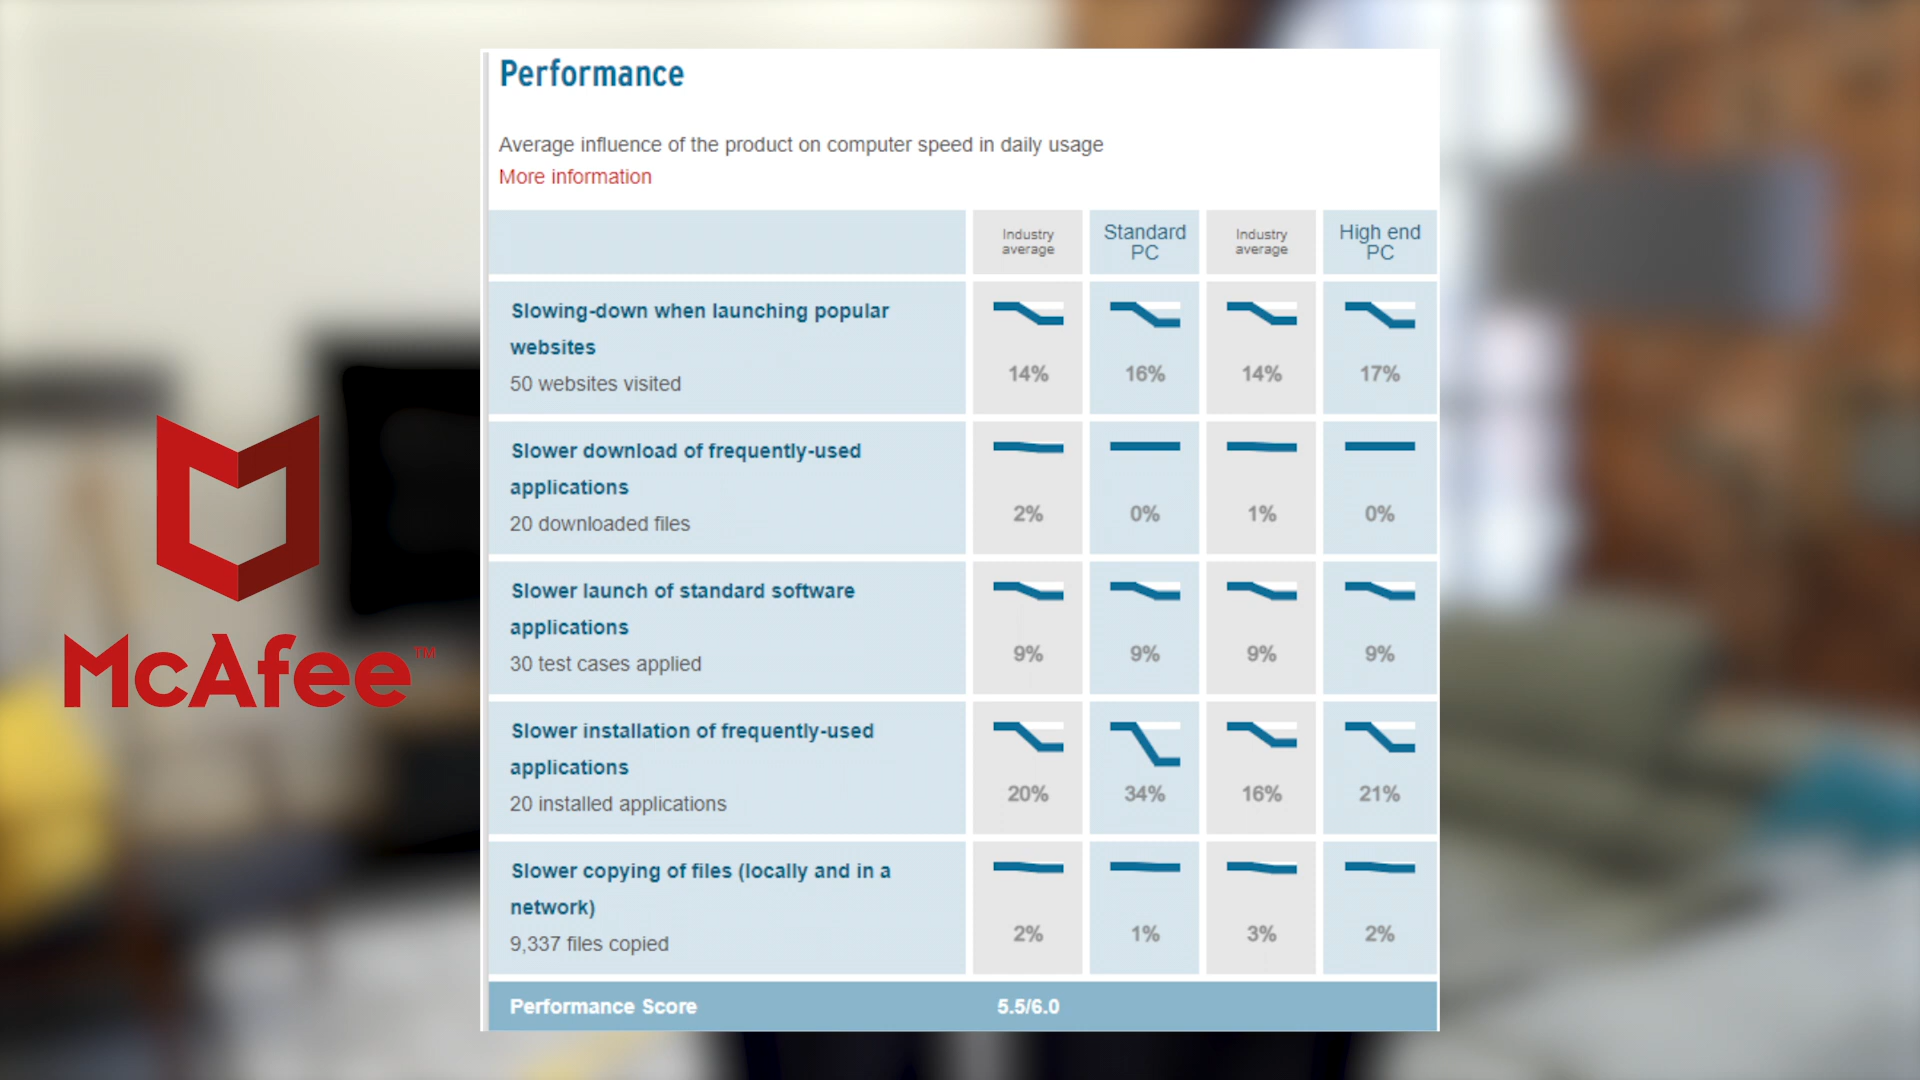 Performance
Average influence of the product on computer speed in daily usage
More information
Industry
average
Standard
PC
Industry
average
High end
PC
Slowing-down when launching popular
websites
50 websites visited
14%
16%
14%
17%
Slower download of frequently-used
applications
20 downloaded files
2%
0%
1%
0%
Slower launch of standard software
applications
30 test cases applied
9%
9%
9%
9%
Slower installation of frequently-used
applications
20 installed applications
20%
34%
16%
21%
Slower copying of files (locally and in a
network)
9,337 files copied
2%
1%
3%
2%
Performance Score
5.5/6.0
McAfee™